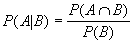 P(A|B) = P(A ∩ B) / P(B)